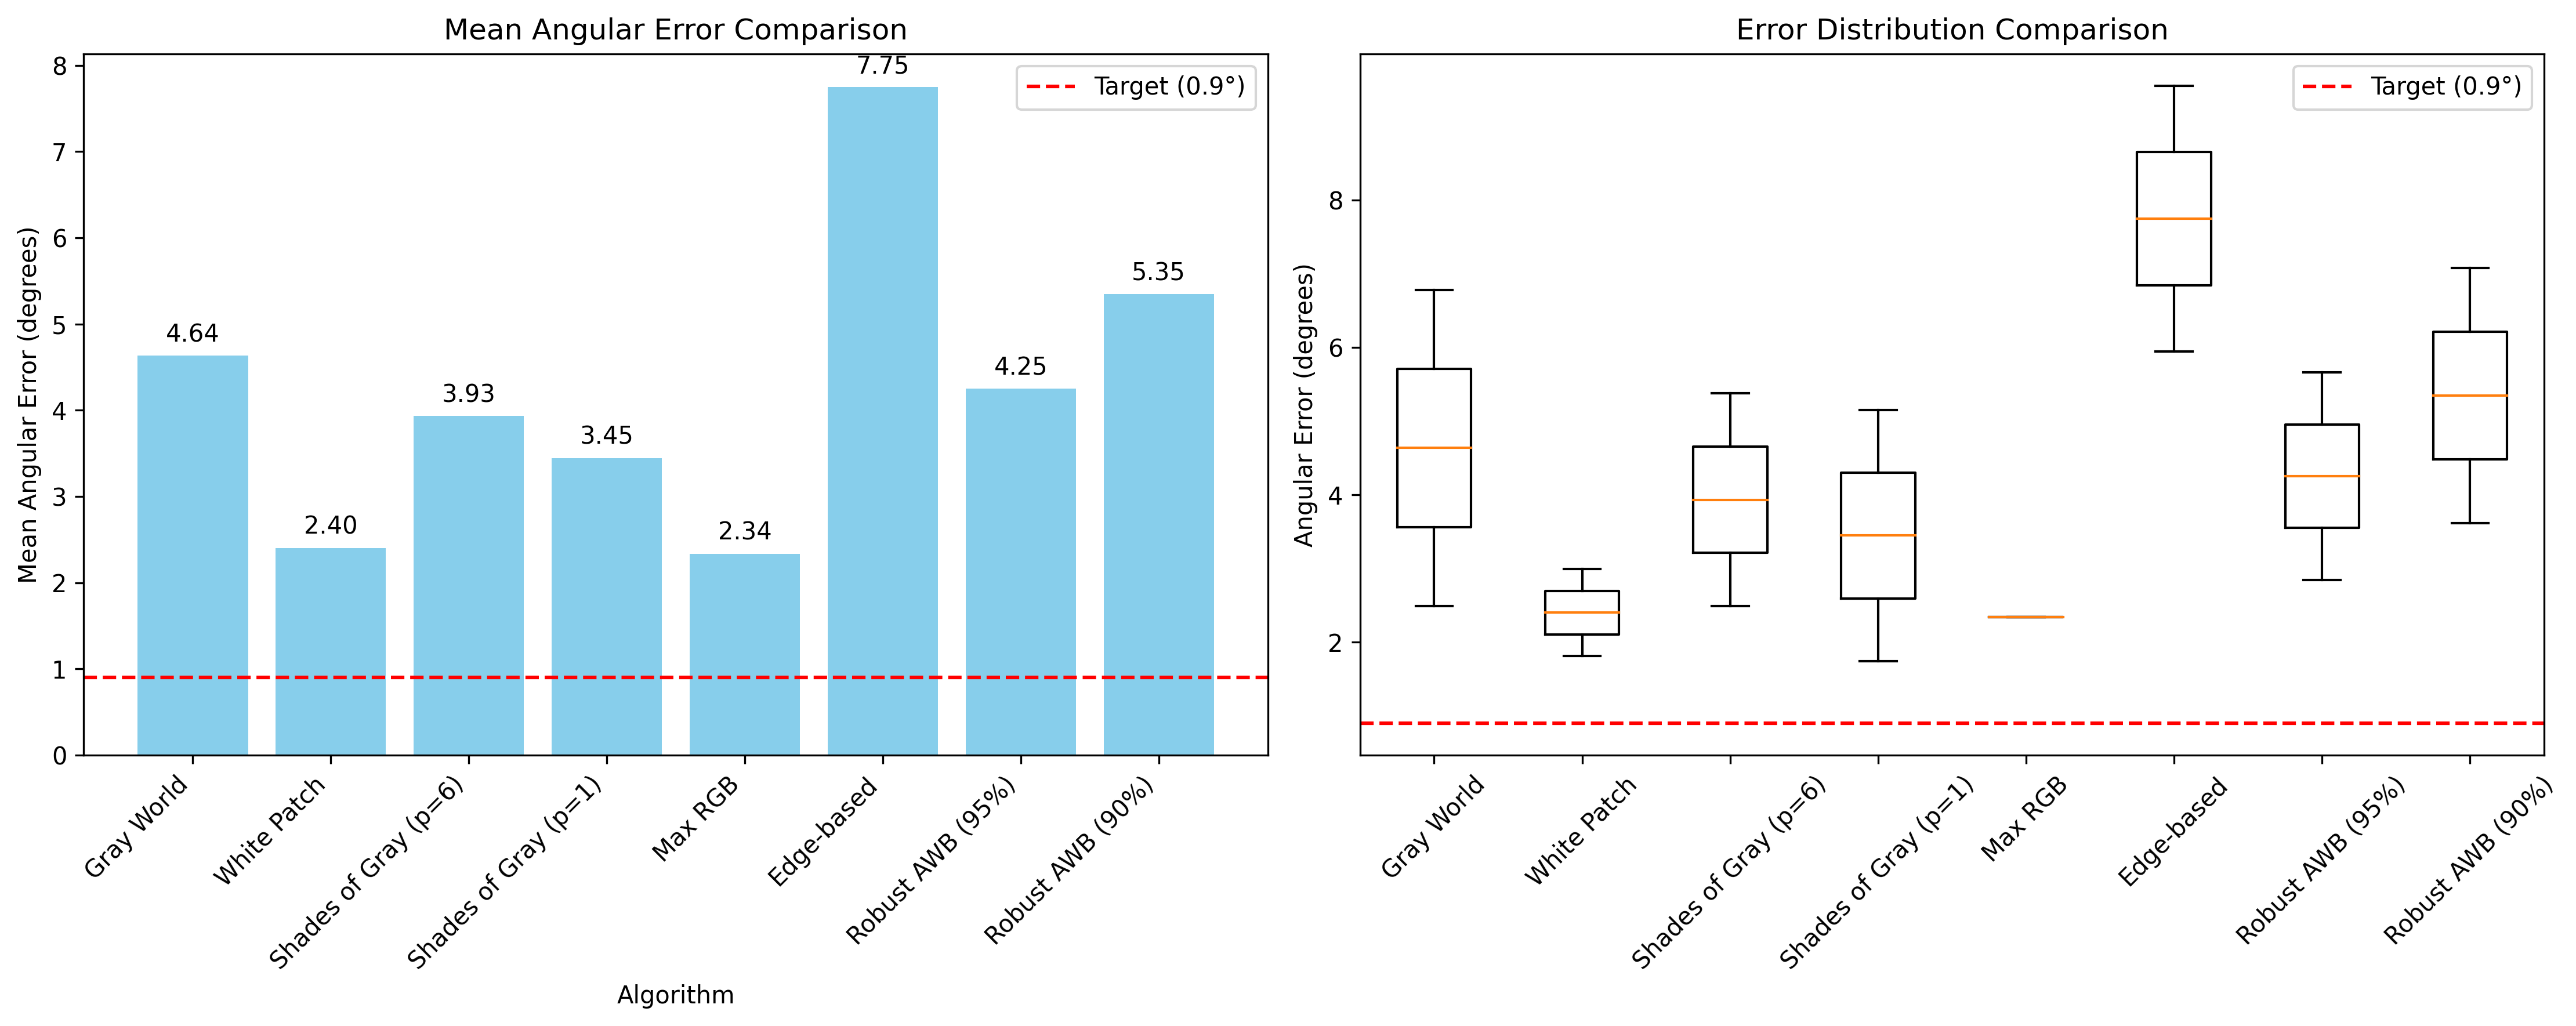 Mean Angular Error Comparison
Mean Angular Error (degrees)
8
7
6
5
4
3
2
1
0
Target (0.9°)
4.64
2.40
3.93
3.45
2.34
7.75
4.25
5.35
Gray World
White Patch
Shades of Gray (p=6)
Shades of Gray (p=1)
Max RGB
Edge-based
Robust AWB (95%)
Robust AWB (90%)
Algorithm
Error Distribution Comparison
Angular Error (degrees)
8
6
4
2
Target (0.9°)
Gray World
White Patch
Shades of Gray (p=6)
Shades of Gray (p=1)
Max RGB
Edge-based
Robust AWB (95%)
Robust AWB (90%)